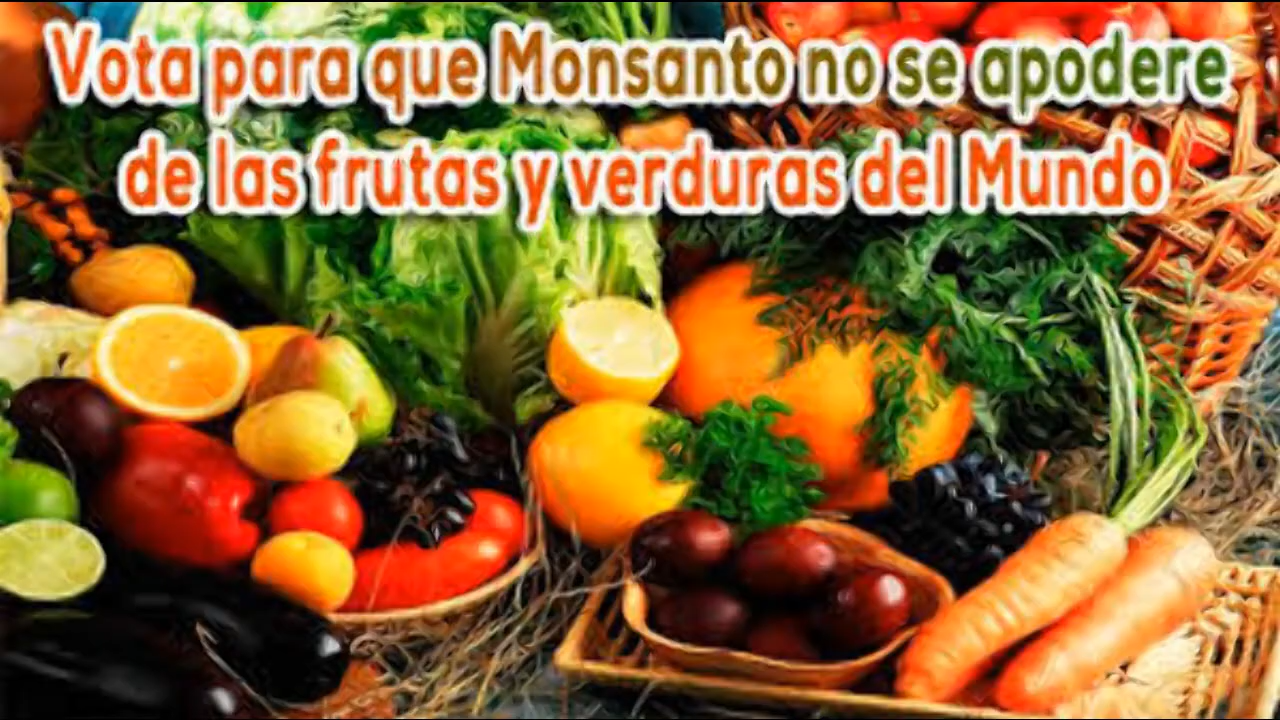 Vota para que Monsanto no se apodere
de las frutas y verduras del Mundo